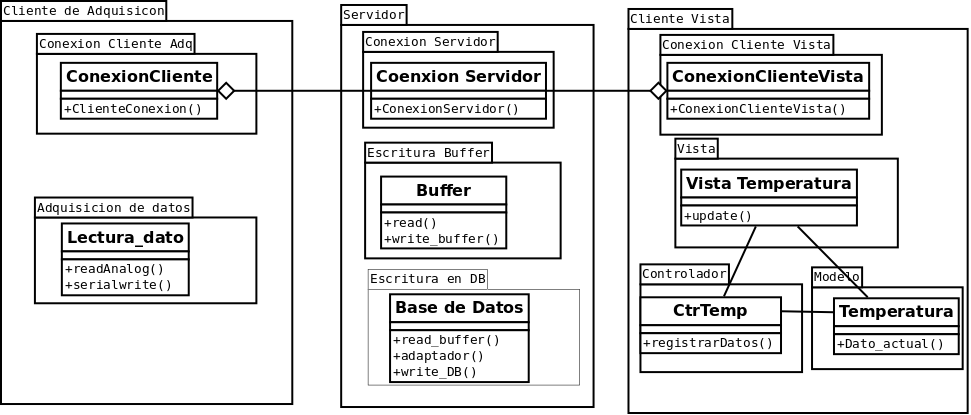 Cliente de Adquisicon
Conexion Cliente Adq
ConexionCliente
+ClienteConexion()
Adquisicion de datos
Lectura_dato
+readAnalog()
+serialwrite()
Servidor
Conexion Servidor
Coenxion Servidor
+ConexionServidor()
Escritura Buffer
Buffer
+read()
+write_buffer()
Escritura en DB
Base de Datos
+read_buffer()
+adaptador()
+write_DB()
Cliente Vista
Conexion Cliente Vista
ConexionClienteVista
+ConexionClienteVista()
Vista
Vista Temperatura
+update()
Controlador
CtrTemp
+registrarDatos()
Modelo
Temperatura
+Dato_actual()